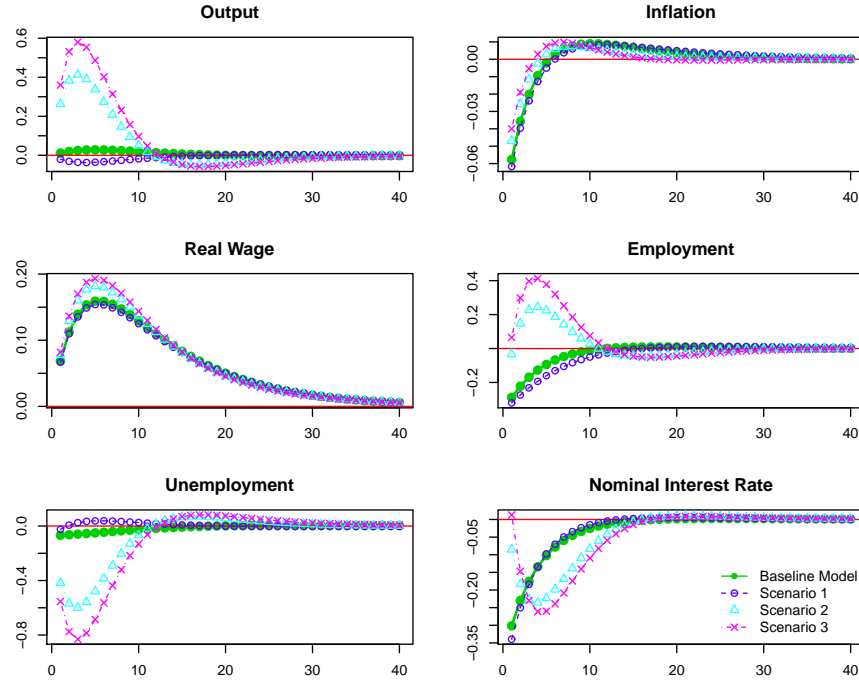 Output
0.6
0.4
0.2
0.0
0 10 20 30 40
Inflation
0.00
-0.03
-0.06
0 10 20 30 40
Real Wage
0.20
0.10
0.00
0 10 20 30 40
Employment
0.4
0.2
-0.2
0 10 20 30 40
Unemployment
0.0
-0.4
-0.8
0 10 20 30 40
Nominal Interest Rate
-0.05
-0.20
-0.35
Baseline Model
Scenario 1
Scenario 2
Scenario 3
0 10 20 30 40